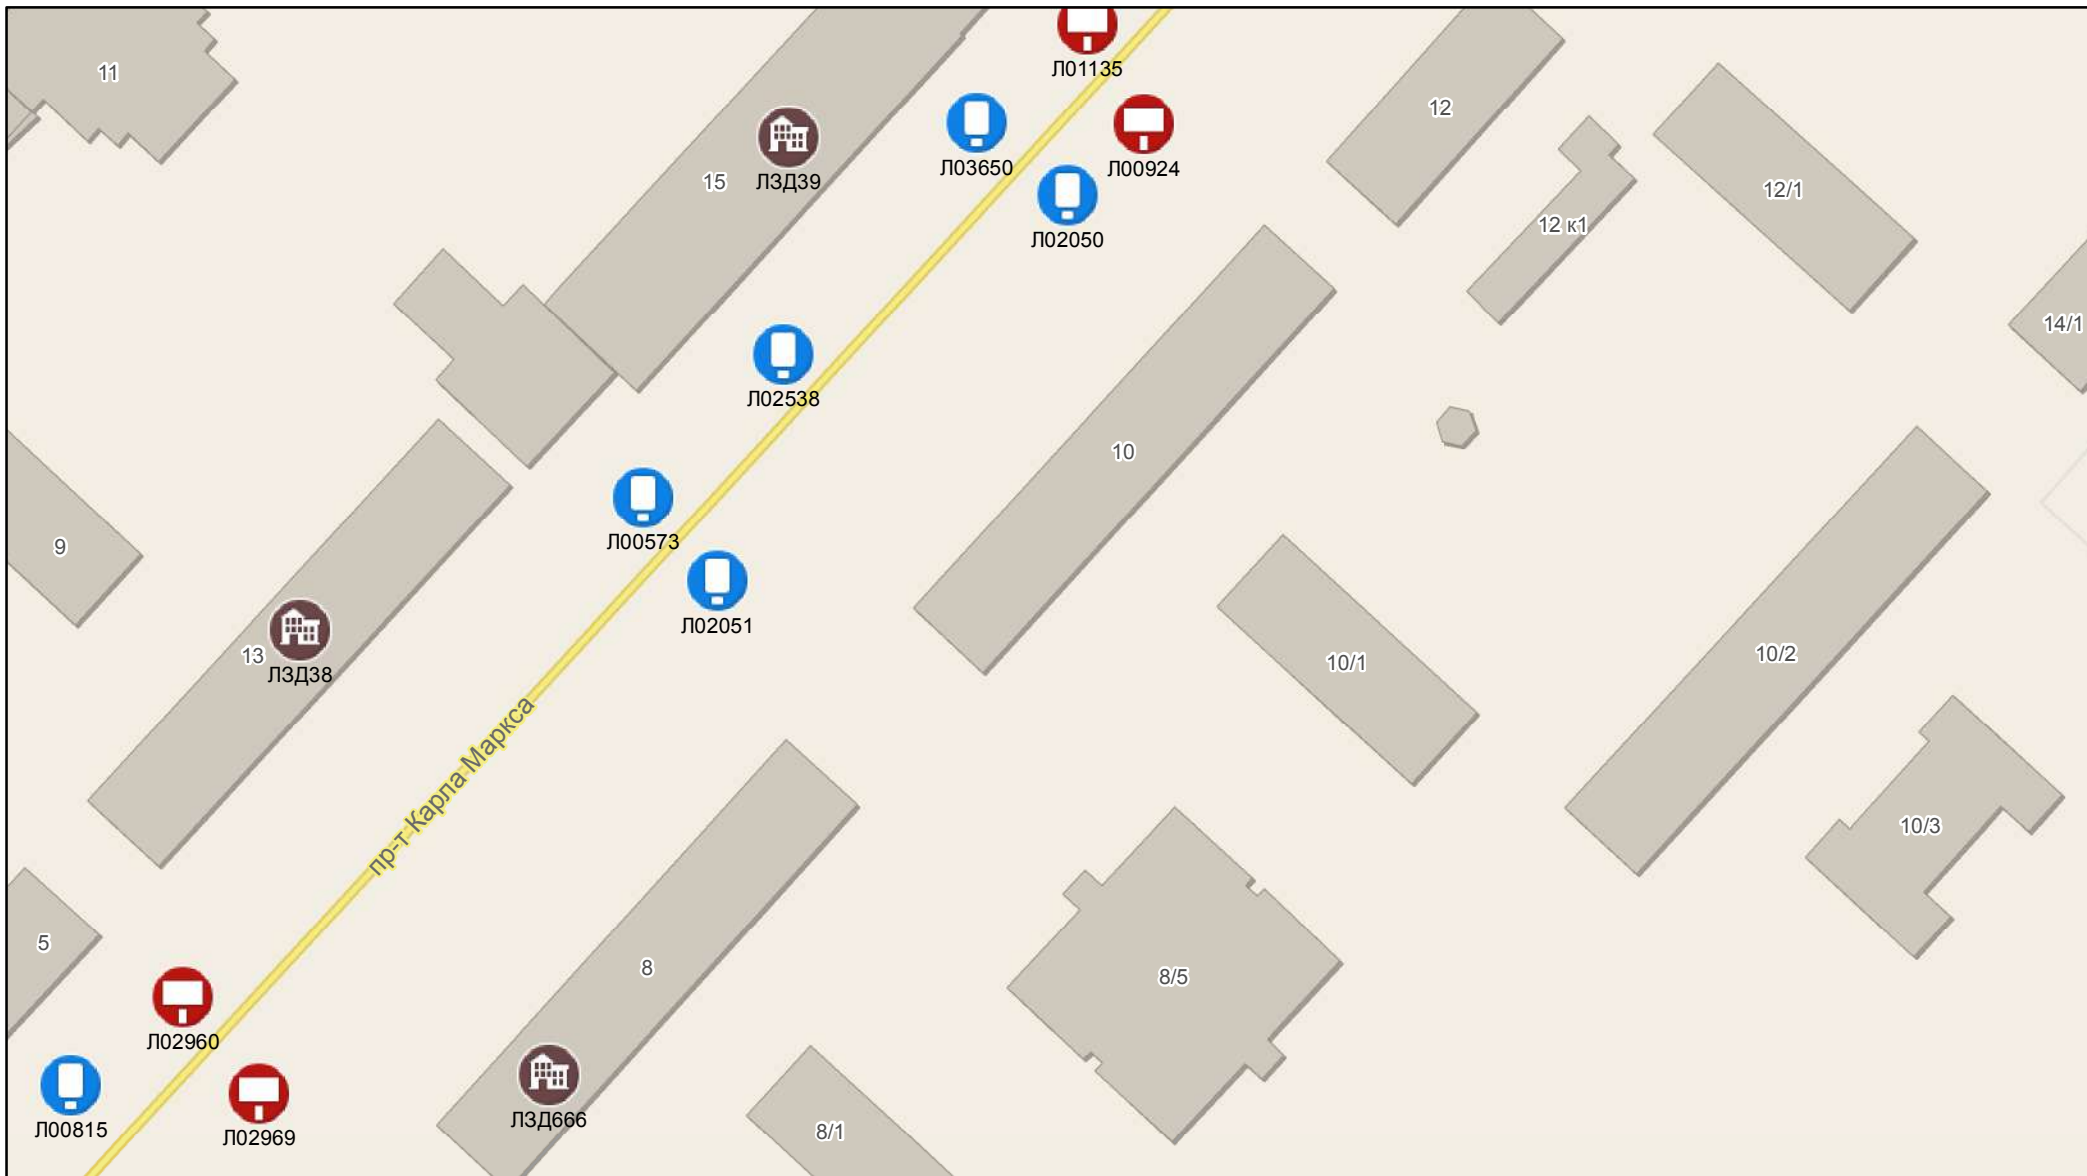 Л01135
11
12
Л03650
Л00924
15
ЛЗД39
12/1
12 к1
Л02050
14/1
Л02538
10
Л00573
9
Л02051
13
ЛЗД38
10/1
10/2
пр-т Карла Маркса
10/3
5
8
8/5
Л02960
ЛЗД666
Л00815
Л02969
8/1